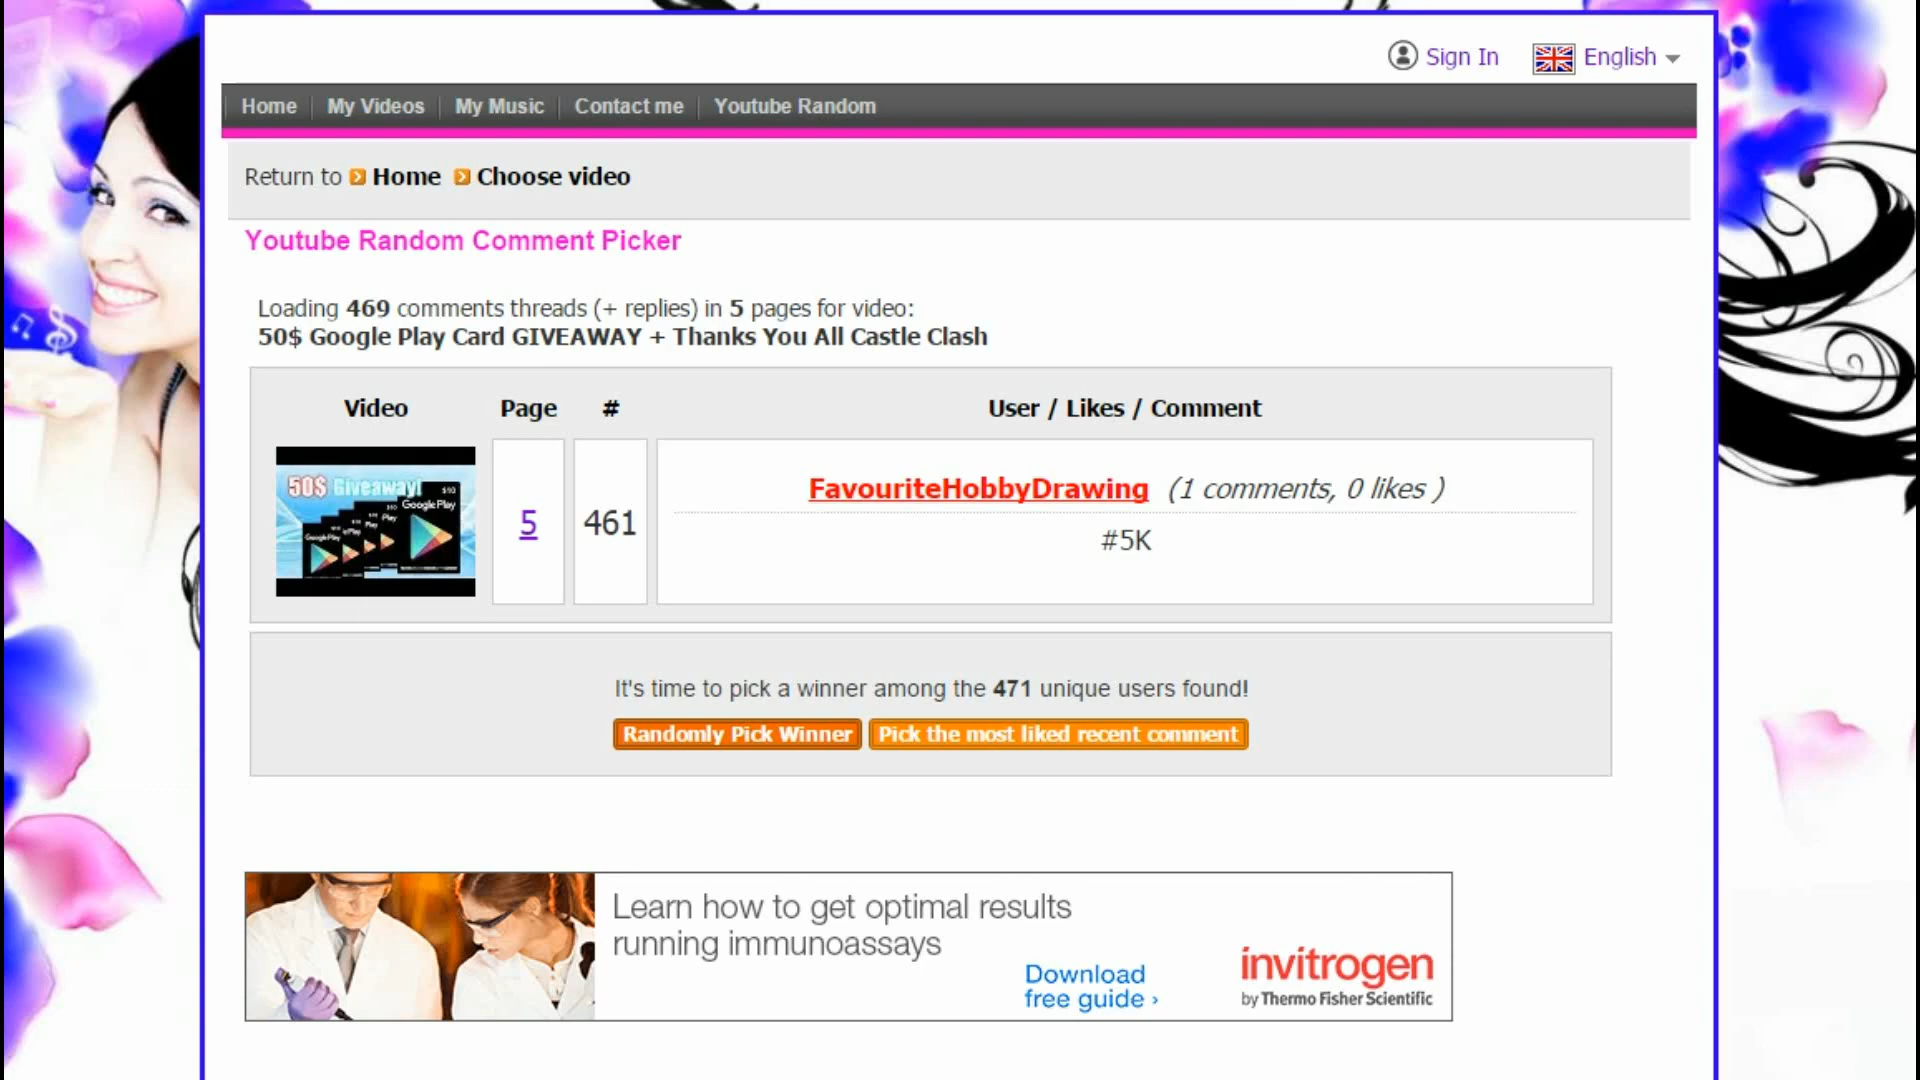 Sign In
English
Home
My Videos
My Music
Contact me
Youtube Random
Return to Home Choose video
Youtube Random Comment Picker
Loading 469 comments threads (+ replies) in 5 pages for video:
50$ Google Play Card GIVEAWAY + Thanks You All Castle Clash
Video
Page
#
User / Likes / Comment
50$ Giveaway!
$10
Google Play
Google Play
5
461
FavouriteHobbyDrawing (1 comments, 0 likes )
#5K
It's time to pick a winner among the 471 unique users found!
Randomly Pick Winner
Pick the most liked recent comment
Learn how to get optimal results
running immunoassays
Download
free guide ›
invitrogen
by Thermo Fisher Scientific